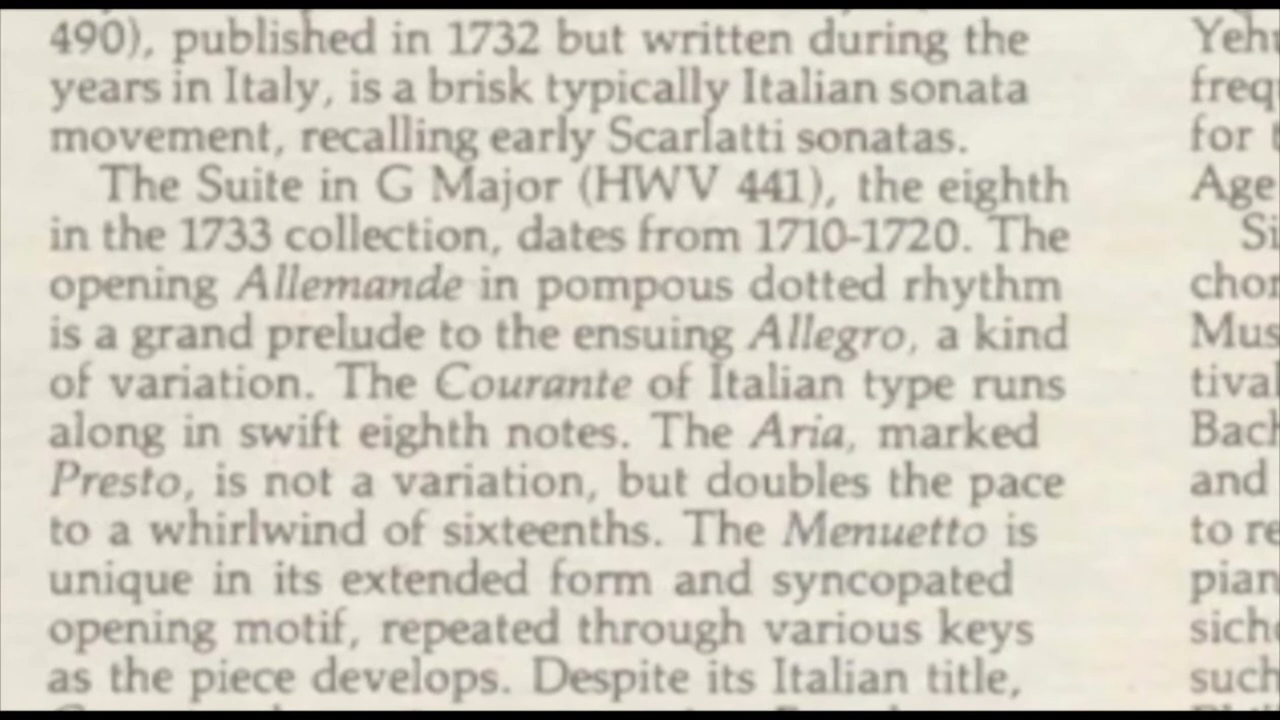 490), published in 1732 but written during the
years in Italy, is a brisk typically Italian sonata
movement, recalling early Scarlatti sonatas.
The Suite in G Major (HWV 441), the eighth
in the 1733 collection, dates from 1710-1720. The
opening Allemande in pompous dotted rhythm
is a grand prelude to the ensuing Allegro, a kind
of variation. The Courante of Italian type runs
along in swift eighth notes. The Aria, marked
Presto, is not a variation, but doubles the pace
to a whirlwind of sixteenths. The Menuetto is
unique in its extended form and syncopated
opening motif, repeated through various keys
as the piece develops. Despite its Italian title,
for
Age
and
to re